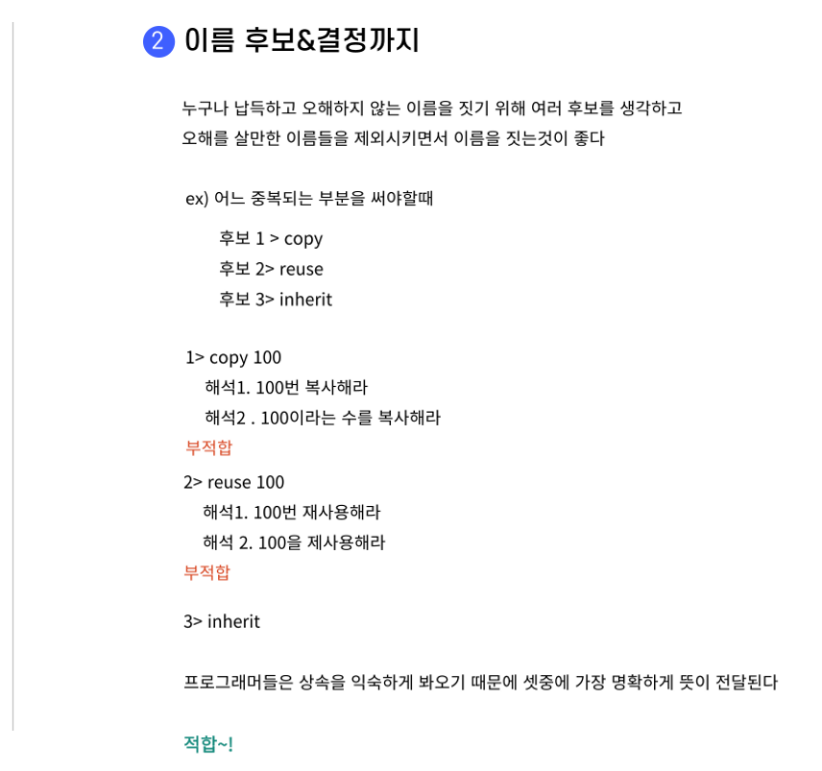 2 이름 후보&결정까지
누구나 납득하고 오해하지 않는 이름을 짓기 위해 여러 후보를 생각하고
오해를 살만한 이름들을 제외시키면서 이름을 짓는것이 좋다
ex) 어느 중복되는 부분을 써야할때
후보 1 > copy
후보 2> reuse
후보 3> inherit
1> copy 100
해석1. 100번 복사해라
해석2 . 100이라는 수를 복사해라
부적합
2> reuse 100
해석1. 100번 재사용해라
해석 2. 100을 제사용해라
부적합
3> inherit
프로그래머들은 상속을 익숙하게 봐오기 때문에 셋중에 가장 명확하게 뜻이 전달된다
적합~!